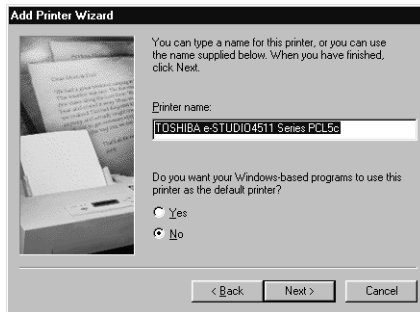 Add Printer Wizard
You can type a name for this printer, or you can use
the name supplied below. When you have finished,
click Next.
Printer name:
TOSHIBA e-STUDIO4511 Series PCL5c
Do you want your Windows-based programs to use this
printer as the default printer?
Yes
No
< Back
Next >
Cancel